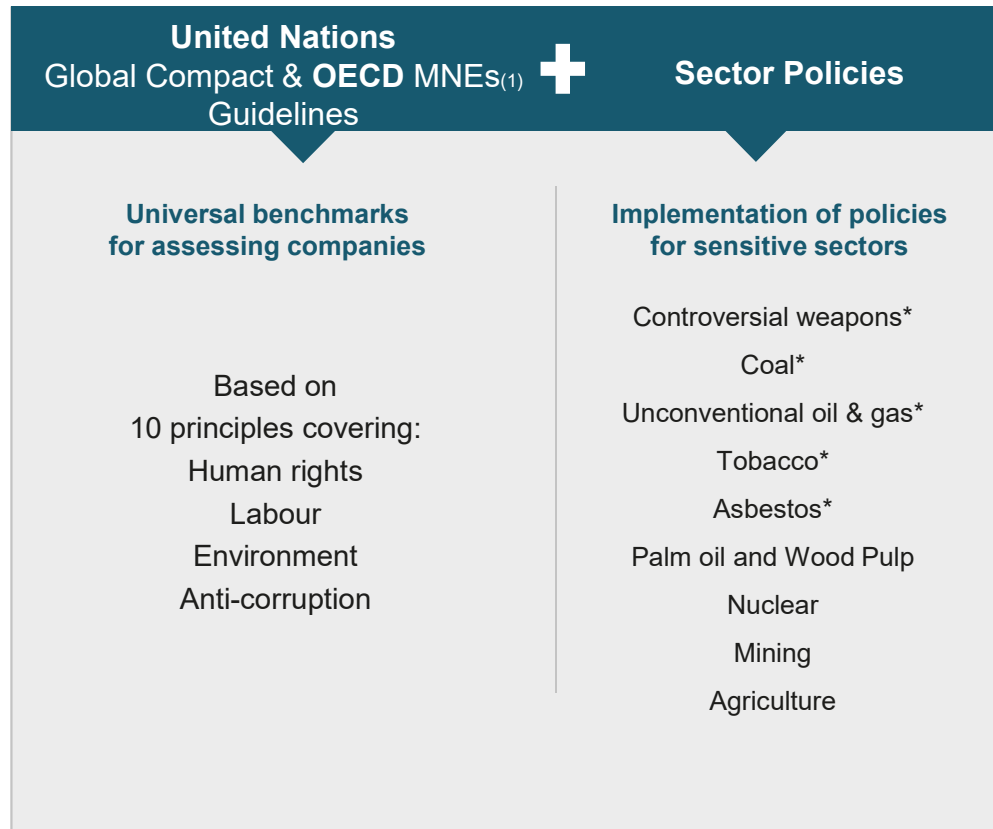 United Nations
Global Compact & OECD MNEs(1)
Guidelines
Sector Policies
Universal benchmarks
for assessing companies
Based on
10 principles covering:
Human rights
Labour
Environment
Anti-corruption
Implementation of policies
for sensitive sectors
Controversial weapons*
Coal*
Unconventional oil & gas*
Tobacco*
Asbestos*
Palm oil and Wood Pulp
Nuclear
Mining
Agriculture